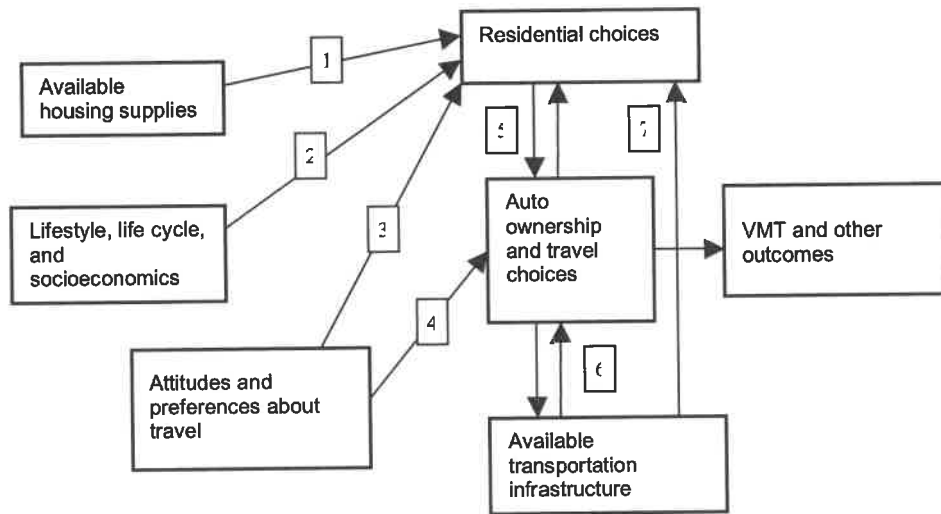 Residential choices
1
Available
housing supplies
5
7
2
Auto
ownership
and travel
choices
VMT and other
outcomes
Lifestyle, life cycle,
and
socioeconomics
3
4
6
Attitudes and
preferences about
travel
Available
transportation
infrastructure